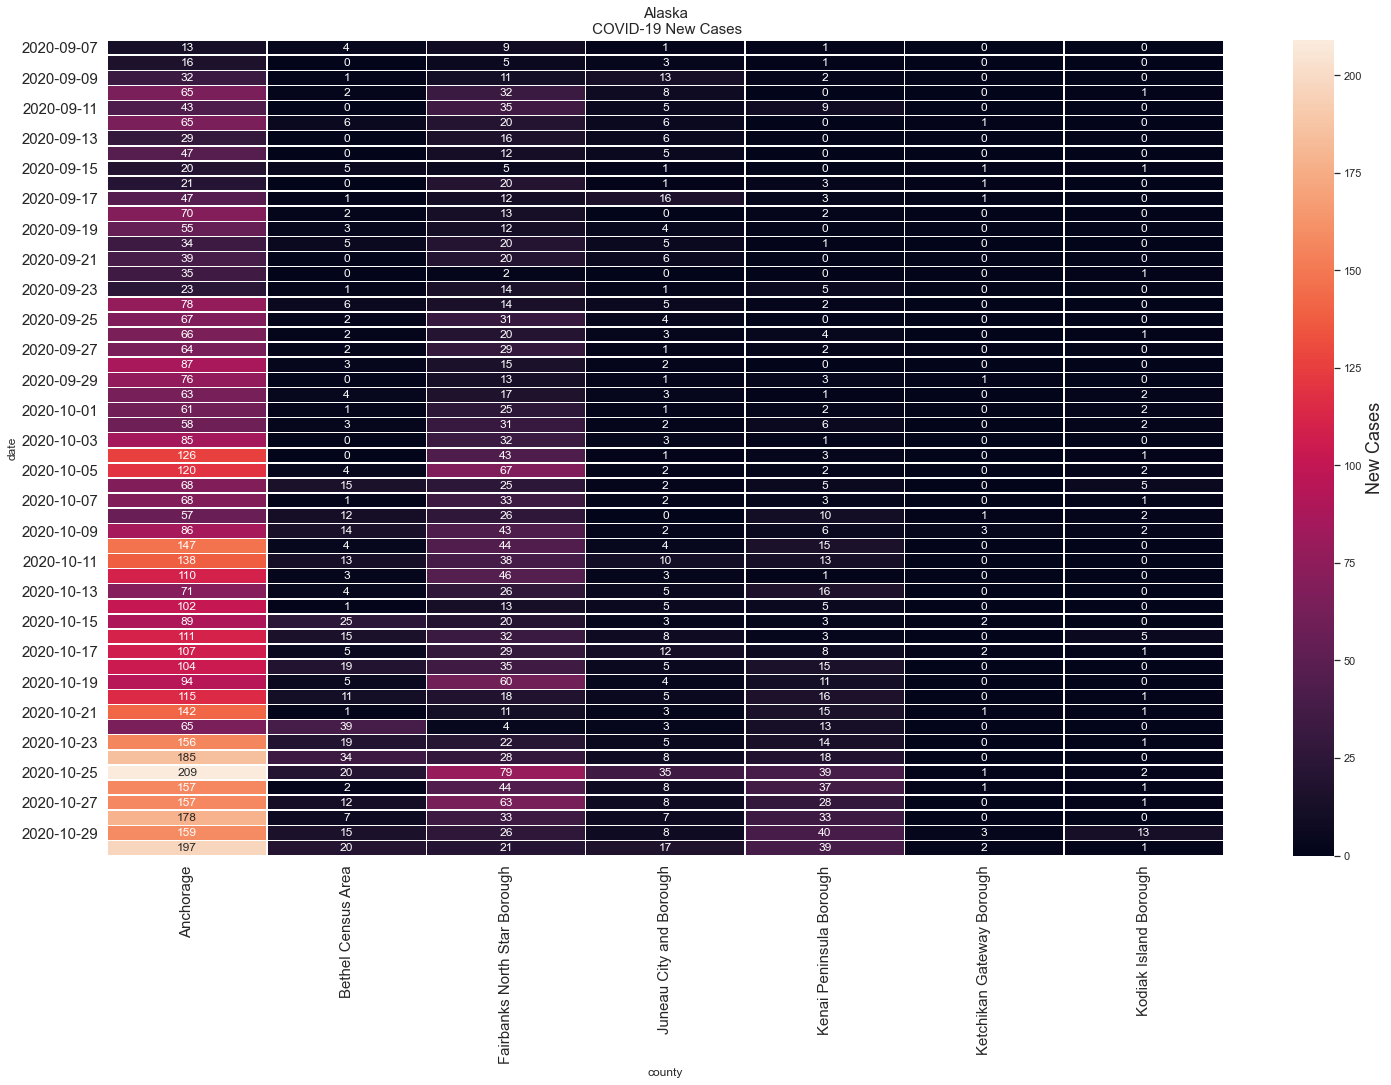 Alaska
COVID-19 New Cases
2020-09-07 13 4 9 1 1 0 0
16 0 5 3 1 0 0
2020-09-09 32 1 11 13 2 0 0
65 2 32 8 0 0 1
2020-09-11 43 0 35 5 9 0 0
65 6 20 6 0 1 0
2020-09-13 29 0 16 6 0 0 0
47 0 12 5 0 0 0
2020-09-15 20 5 5 1 0 1 1
21 0 20 1 3 1 0
2020-09-17 47 1 12 16 3 1 0
70 2 13 0 2 0 0
2020-09-19 55 3 12 4 0 0 0
34 5 20 5 1 0 0
2020-09-21 39 0 20 6 0 0 0
35 0 2 0 0 0 1
2020-09-23 23 1 14 1 5 0 0
78 6 14 5 2 0 0
2020-09-25 67 2 31 4 0 0 0
66 2 20 3 4 0 1
2020-09-27 64 2 29 1 2 0 0
87 3 15 2 0 0 0
2020-09-29 76 0 13 1 3 1 0
63 4 17 3 1 0 2
2020-10-01 61 1 25 1 2 0 2
58 3 31 2 6 0 2
2020-10-03 85 0 32 3 1 0 0
126 0 43 1 3 0 1
2020-10-05 120 4 67 2 2 0 2
68 15 25 2 5 0 5
2020-10-07 68 1 33 2 3 0 1
57 12 26 0 10 1 2
2020-10-09 86 14 43 2 6 3 2
147 4 44 4 15 0 0
2020-10-11 138 13 38 10 13 0 0
110 3 46 3 1 0 0
2020-10-13 71 4 26 5 16 0 0
102 1 13 5 5 0 0
2020-10-15 89 25 20 3 3 2 0
111 15 32 8 3 0 5
2020-10-17 107 5 29 12 8 2 1
104 19 35 5 15 0 0
2020-10-19 94 5 60 4 11 0 0
115 11 18 5 16 0 1
2020-10-21 142 1 11 3 15 1 1
65 39 4 3 13 0 0
2020-10-23 156 19 22 5 14 0 1
185 34 28 8 18 0 0
2020-10-25 209 20 79 35 39 1 2
157 2 44 8 37 1 1
2020-10-27 157 12 63 8 28 0 1
178 7 33 7 33 0 0
2020-10-29 159 15 26 8 40 3 13
197 20 21 17 39 2 1
date
Anchorage
Bethel Census Area
Fairbanks North Star Borough
Juneau City and Borough
Kenai Peninsula Borough
Ketchikan Gateway Borough
Kodiak Island Borough
county
200
175
150
125
100
75
50
25
0
New Cases